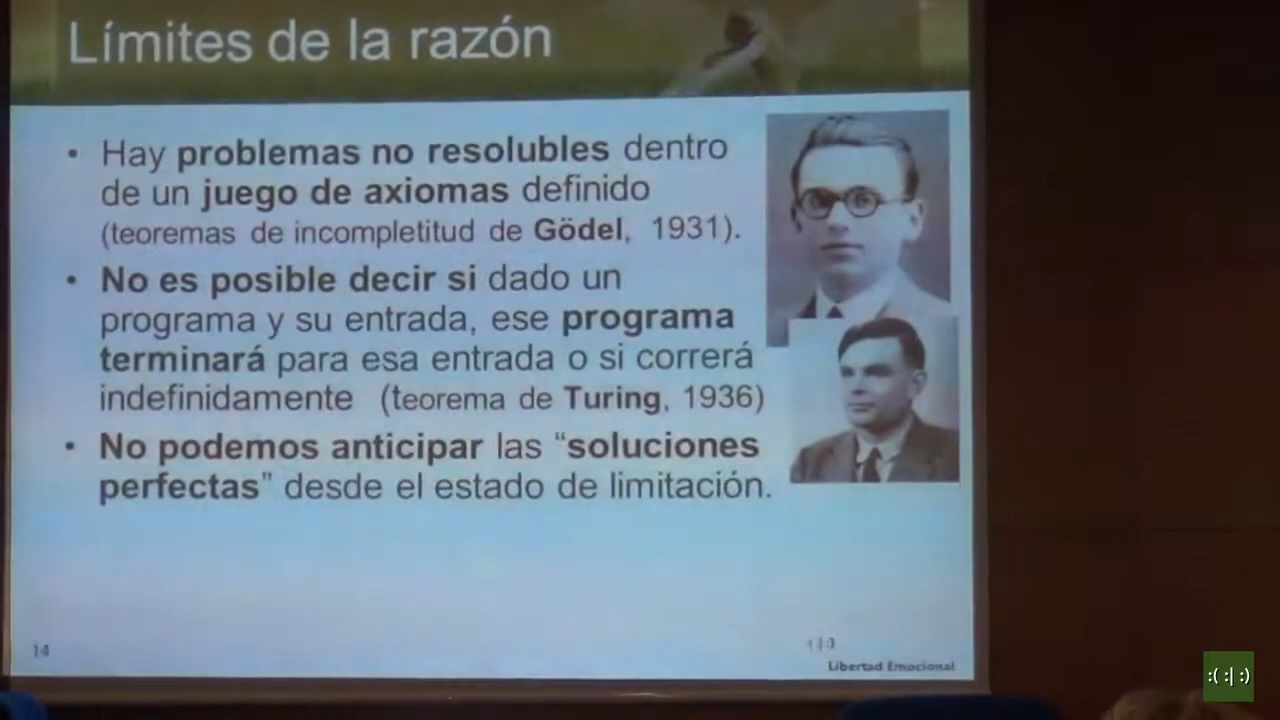 Límites de la razón
• Hay problemas no resolubles dentro
de un juego de axiomas definido
(teoremas de incompletitud de Gödel, 1931).
• No es posible decir si dado un
programa y su entrada, ese programa
terminará para esa entrada o si correrá
indefinidamente (teorema de Turing, 1936)
• No podemos anticipar las “soluciones
perfectas” desde el estado de limitación.
14
Libertad Emocional
:( :| :)